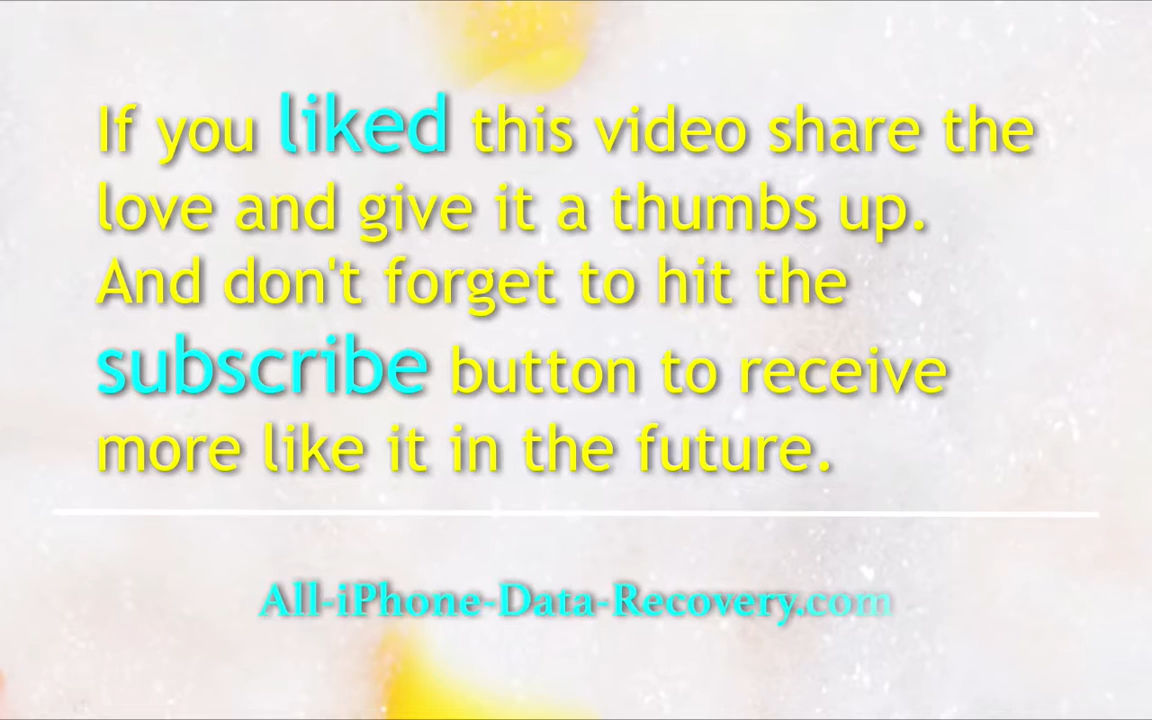 If you liked this video share the
love and give it a thumbs up.
And don't forget to hit the
subscribe button to receive
more like it in the future.
All-iPhone-Data-Recovery.com